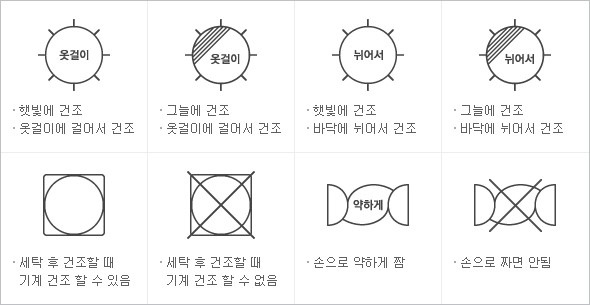 옷걸이
옷걸이
뉘어서
뉘어서
· 햇빛에 건조
· 옷걸이에 걸어서 건조
· 그늘에 건조
· 옷걸이에 걸어서 건조
· 햇빛에 건조
· 바닥에 뉘어서 건조
· 그늘에 건조
· 바닥에 뉘어서 건조
약하게
· 세탁 후 건조할 때
기계 건조 할 수 있음
· 세탁 후 건조할 때
기계 건조 할 수 없음
· 손으로 약하게 짬
· 손으로 짜면 안됨